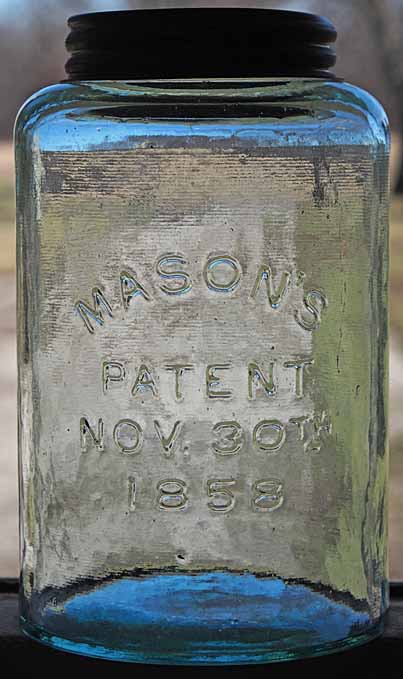 MASON'S
PATENT
NOV. 30TH
1858